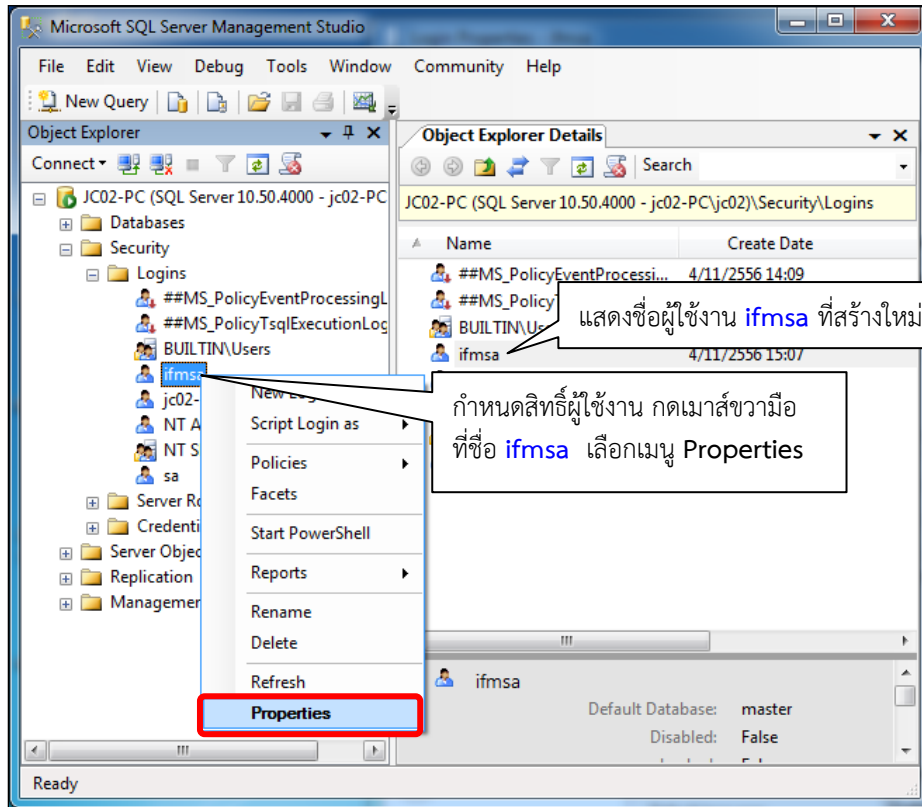 Microsoft SQL Server Management Studio
File Edit View Debug Tools Window Community Help
New Query
Object Explorer
Connect
JC02-PC (SQL Server 10.50.4000 - jc02-PC
Databases
Security
Logins
##MS_PolicyEventProcessingL
##MS_PolicyTsqlExecutionLog
BUILTIN\Users
ifmsa
jc02-
NT A
NT S
sa
Server Ro
Credenti
Server Objec
Replication
Managemen
New Lo
Script Login as
Policies
Facets
Start PowerShell
Reports
Rename
Delete
Refresh
Properties
Object Explorer Details
Search
JC02-PC (SQL Server 10.50.4000 - jc02-PC\jc02)\Security\Logins
Name Create Date
##MS_PolicyEventProcessi... 4/11/2556 14:09
##MS_Policy
BUILTIN\Us
ifmsa 4/11/2556 15:07
แสดงชื่อผู้ใช้งาน ifmsa ที่สร้างใหม่
กำหนดสิทธิ์ผู้ใช้งาน กดเมาส์ขวามือ
ที่ชื่อ ifmsa เลือกเมนู Properties
ifmsa
Default Database: master
Disabled: False
Ready